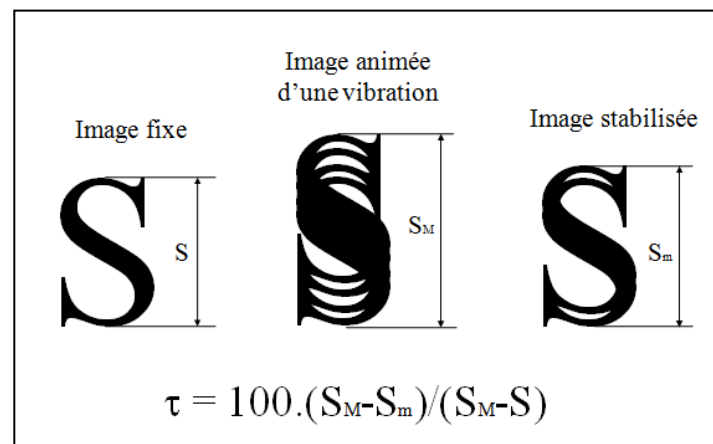 Image fixe
Image animée
d'une vibration
Image stabilisée
S
S
S
S
SM
Sm
τ = 100.(SM-Sm)/(SM-S)